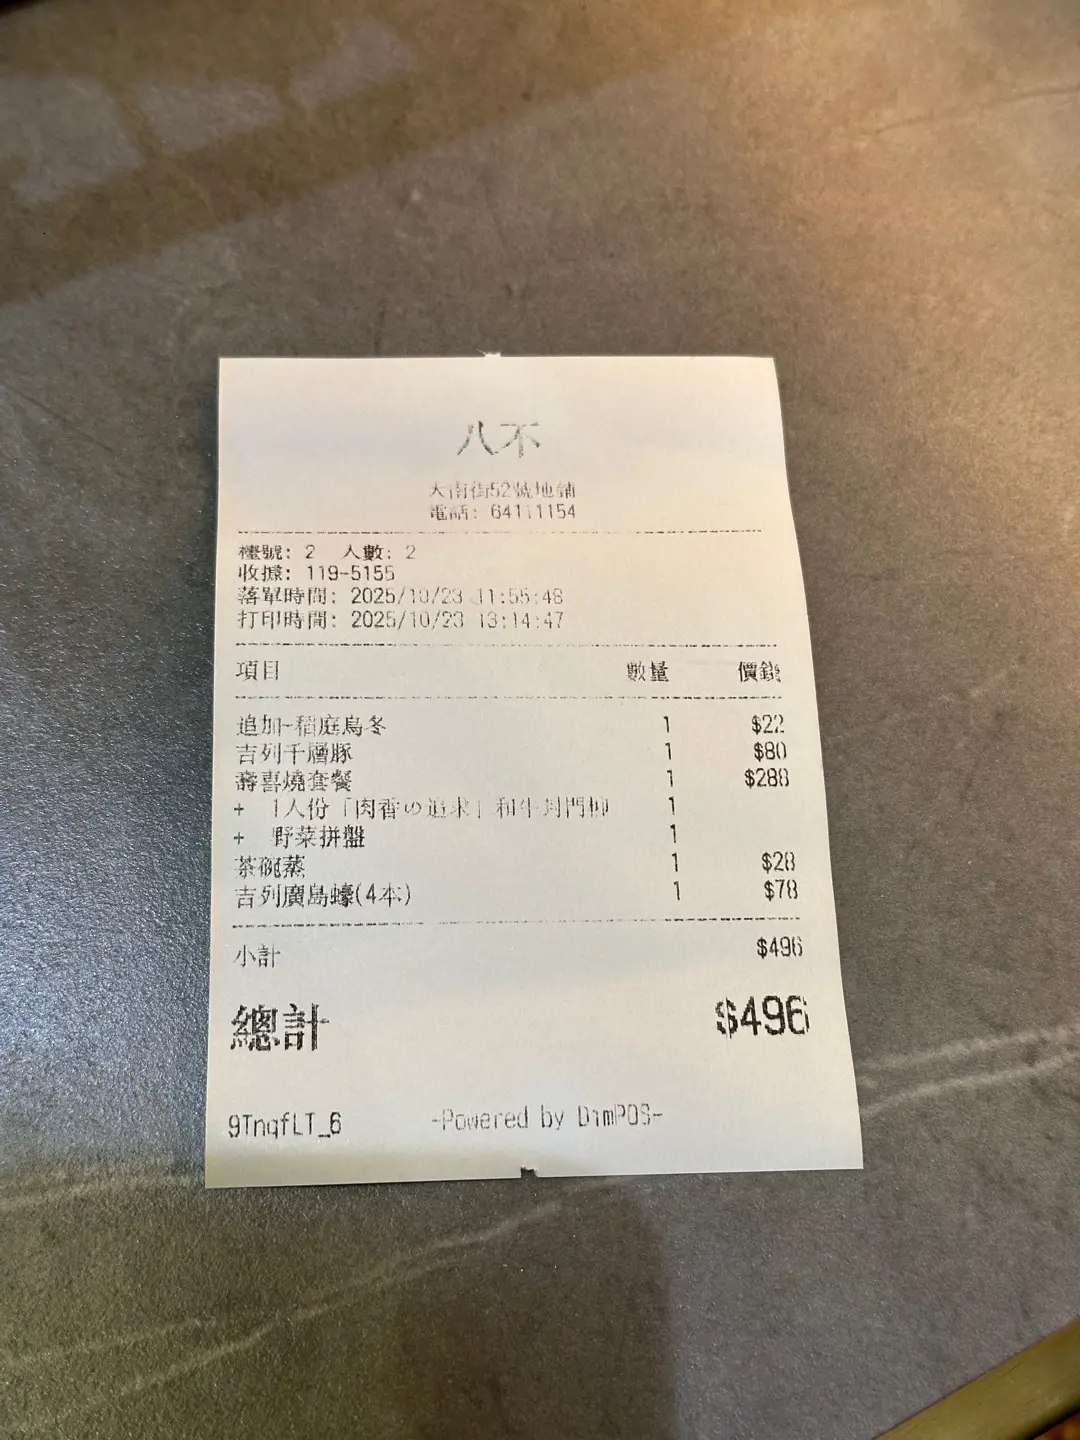 八不
大南街52號地鋪
電話: 64111154
檯號: 2 人數: 2
收據: 119-5155
落單時間: 2025/10/23 11:55:48
打印時間: 2025/10/23 13:14:47
項目 數量 價錢
追加-稻庭烏冬 1 $22
吉列千層豚 1 $80
壽喜燒套餐 1 $288
+ 1人份「肉香の追求」和牛封門柳 1
+ 野菜拼盤 1
茶碗蒸 1 $28
吉列廣島蠔(4本) 1 $78
小計 $496
總計 $496
9TnqfLT_6 -Powered by DimPOS-